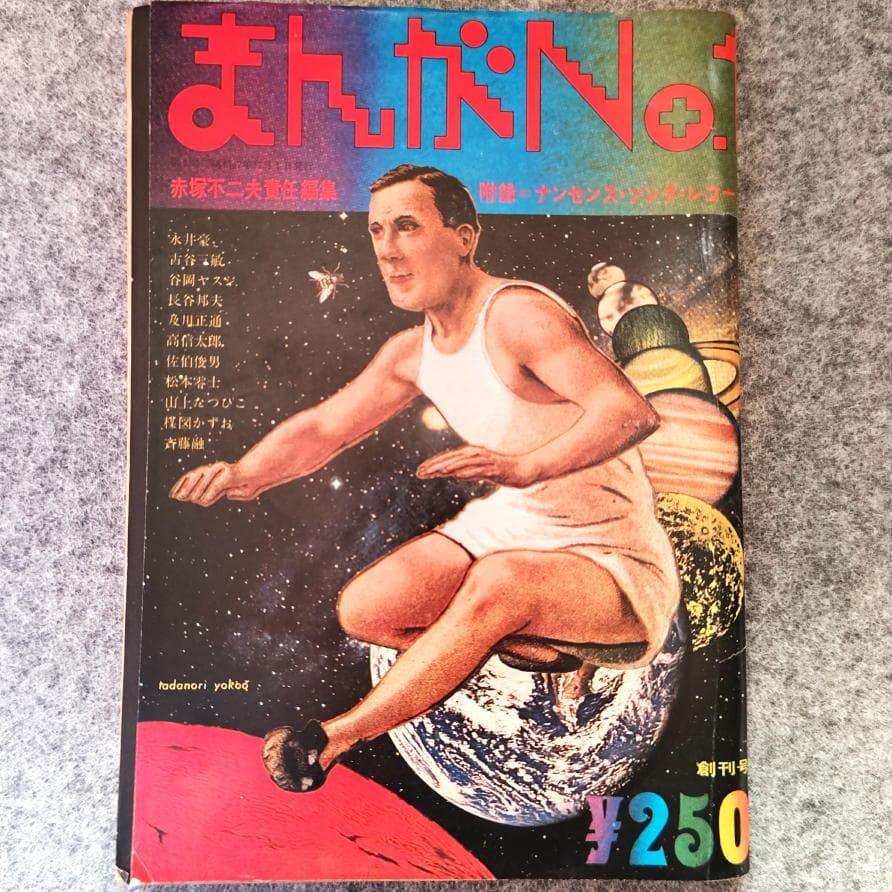 まんがNo.1
赤塚不二夫責任編集
附録=ナンセンス・ソング・レコー
永井豪
古谷三敏
谷岡ヤスジ
長谷邦夫
及川正通
高信太郎
佐伯俊男
松本零士
山上たつひこ
楳図かずお
斉藤融
tadanori yokoo
創刊号
¥250